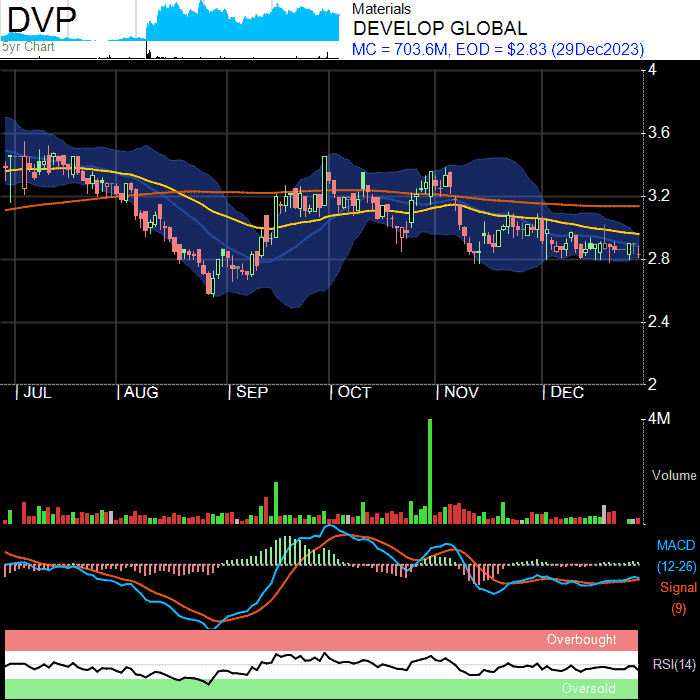 DVP
5yr Chart
Materials
DEVELOP GLOBAL
MC = 703.6M, EOD = $2.83 (29Dec2023)
4
3.6
3.2
2.8
2.4
2
JUL AUG SEP OCT NOV DEC
4M
Volume
MACD
(12-26)
Signal
(9)
Overbought
RSI(14)
Oversold